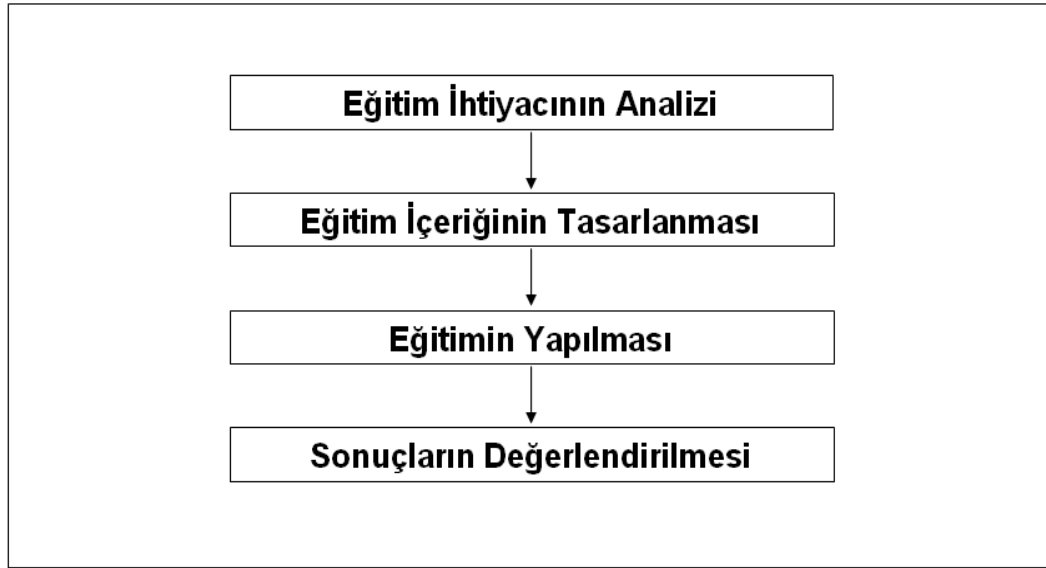 Eğitim İhtiyacının Analizi
Eğitim İçeriğinin Tasarlanması
Eğitimin Yapılması
Sonuçların Değerlendirilmesi